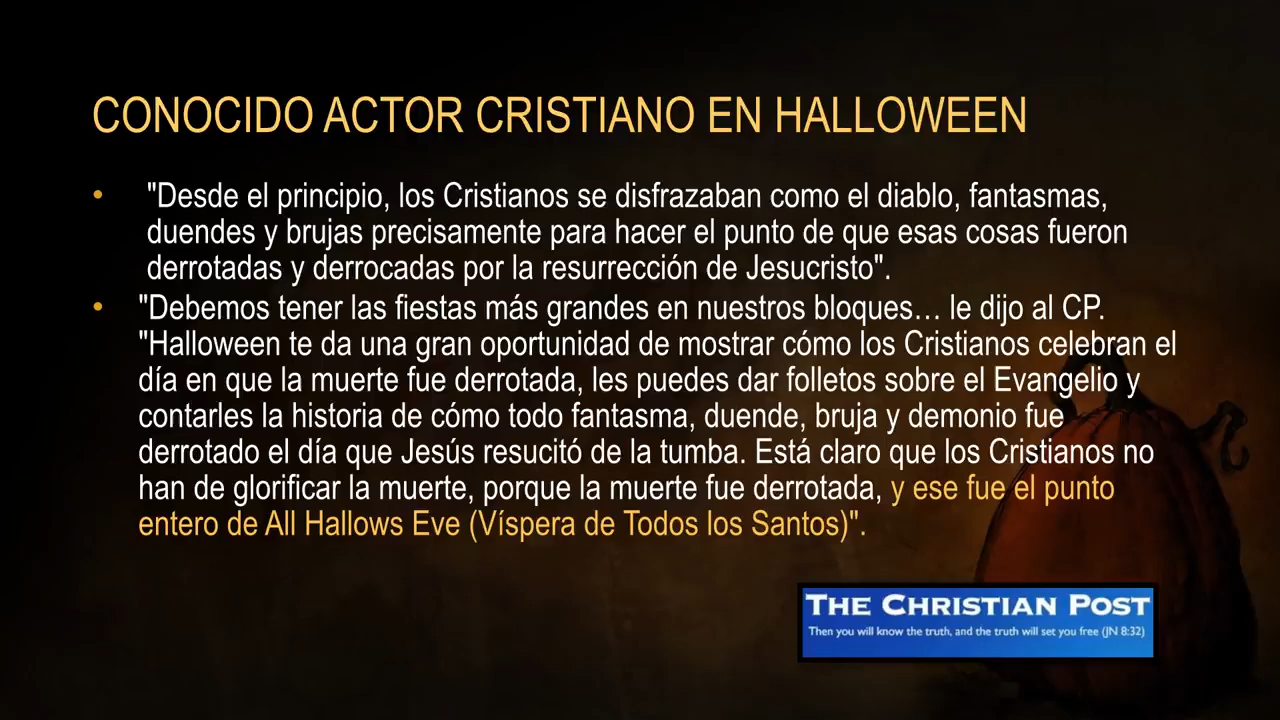 CONOCIDO ACTOR CRISTIANO EN HALLOWEEN
• "Desde el principio, los Cristianos se disfrazaban como el diablo, fantasmas,
duendes y brujas precisamente para hacer el punto de que esas cosas fueron
derrotadas y derrocadas por la resurrección de Jesucristo".
• "Debemos tener las fiestas más grandes en nuestros bloques… le dijo al CP.
"Halloween te da una gran oportunidad de mostrar cómo los Cristianos celebran el
día en que la muerte fue derrotada, les puedes dar folletos sobre el Evangelio y
contarles la historia de cómo todo fantasma, duende, bruja y demonio fue
derrotado el día que Jesús resucitó de la tumba. Está claro que los Cristianos no
han de glorificar la muerte, porque la muerte fue derrotada, y ese fue el punto
entero de All Hallows Eve (Víspera de Todos los Santos)".
THE CHRISTIAN POST
Then you will know the truth, and the truth will set you free (JN 8:32)